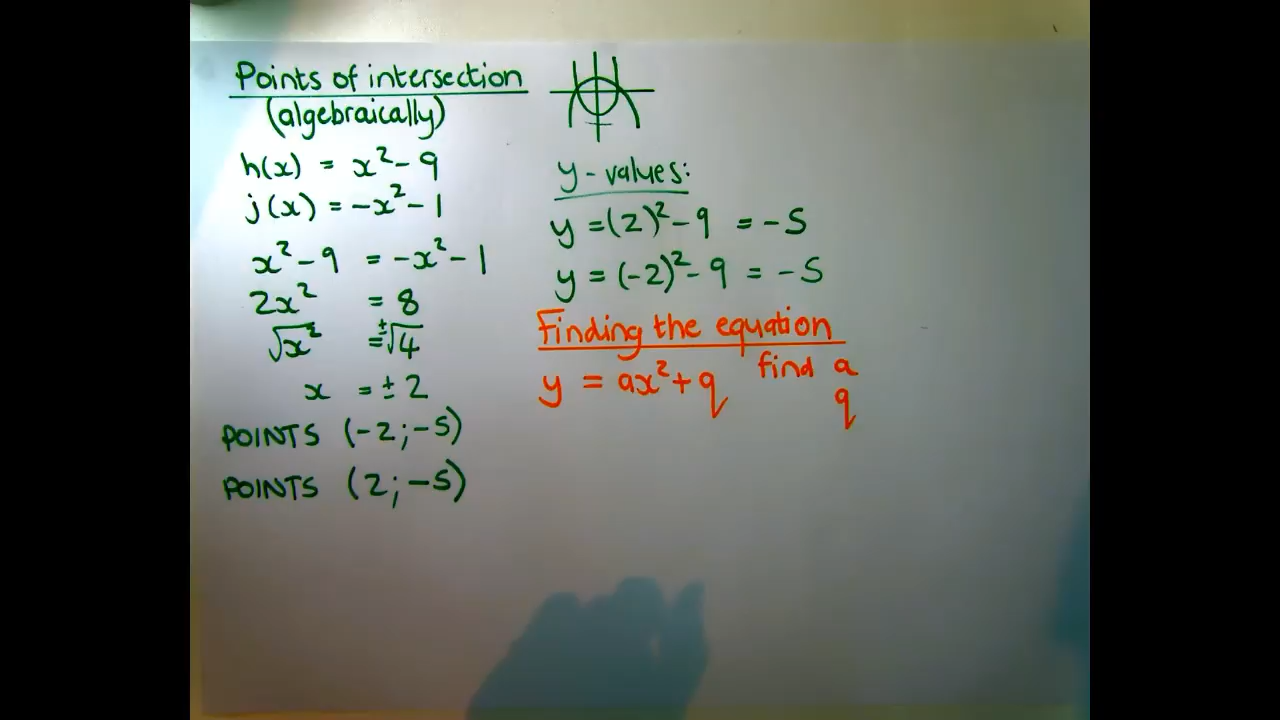 Points of intersection
(algebraically)
h(x) = x² - 9
j(x) = -x² - 1
x² - 9 = -x² - 1
2x² = 8
√x² = ±√4
x = ± 2
POINTS (-2 ; -5)
POINTS (2 ; -5)
y - values:
y = (2)² - 9 = -5
y = (-2)² - 9 = -5
Finding the equation
y = ax² + q find a
q